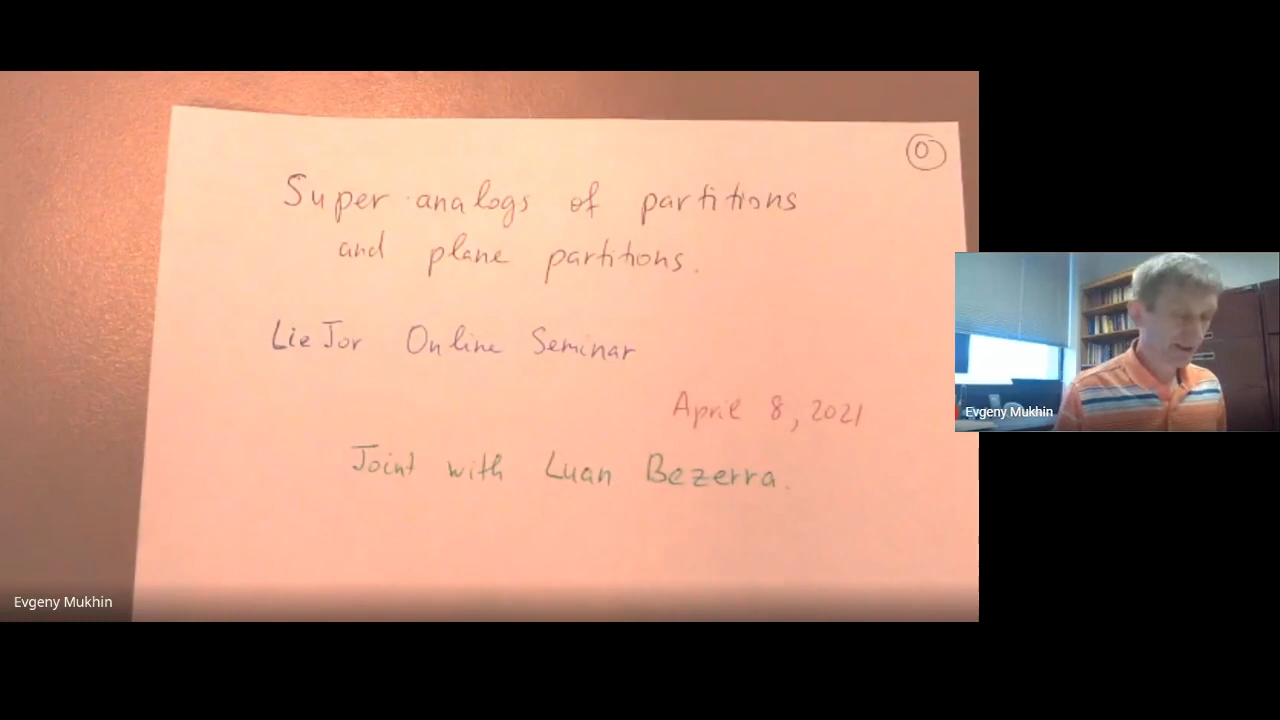 0
Super analogs of partitions
and plane partitions.
Lie Jor Online Seminar
April 8, 2021
Joint with Luan Bezerra.
Evgeny Mukhin
Evgeny Mukhin